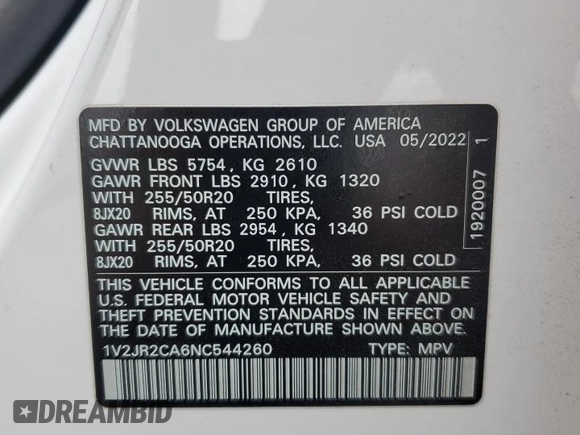 MFD BY VOLKSWAGEN GROUP OF AMERICA
CHATTANOOGA OPERATIONS, LLC. USA 05/2022
GVWR LBS 5754, KG 2610
GAWR FRONT LBS 2910, KG 1320
WITH 255/50R20 TIRES,
8JX20 RIMS, AT 250 KPA, 36 PSI COLD
GAWR REAR LBS 2954, KG 1340
WITH 255/50R20 TIRES,
8JX20 RIMS, AT 250 KPA, 36 PSI COLD
THIS VEHICLE CONFORMS TO ALL APPLICABLE
U.S. FEDERAL MOTOR VEHICLE SAFETY AND
THEFT PREVENTION STANDARDS IN EFFECT ON
THE DATE OF MANUFACTURE SHOWN ABOVE.
1V2JR2CA6NC544260 TYPE: MPV
1920007 1
DREAMBID